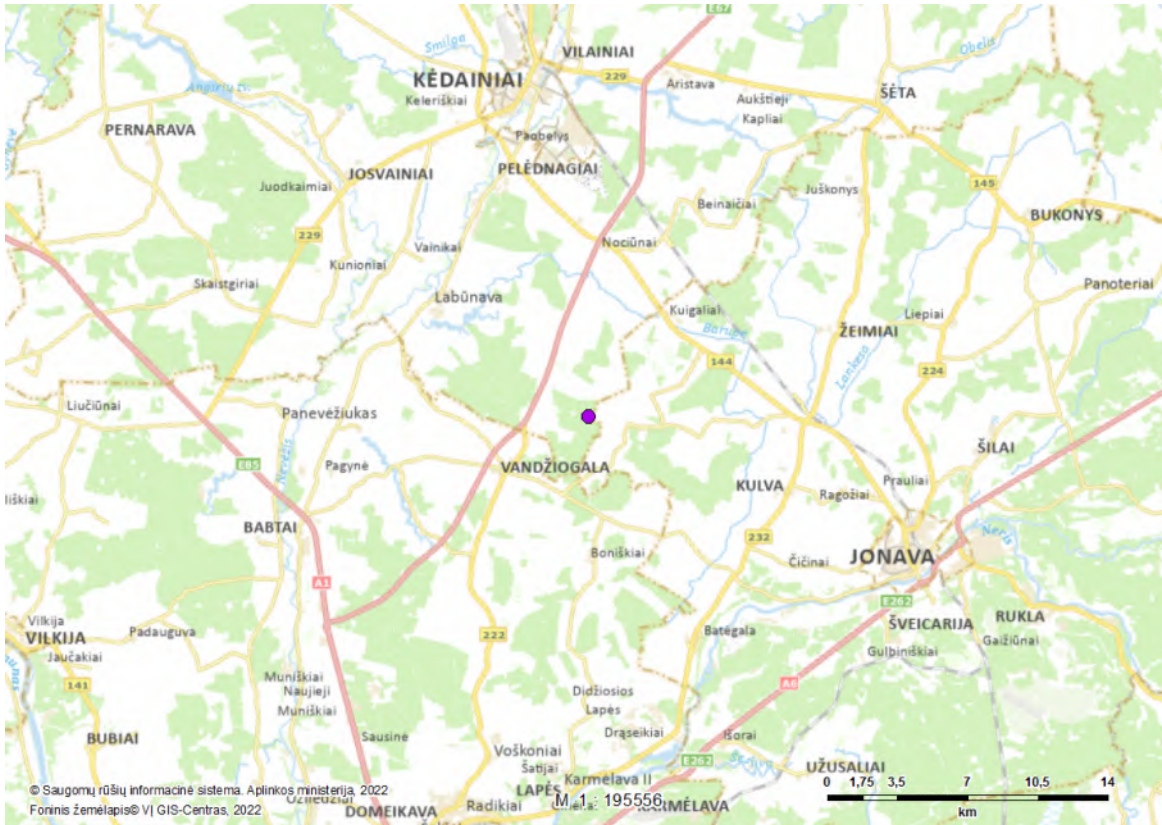 E67
Smilga
VILAINIAI
Obelis
KĖDAINIAI
229
Aristava
ŠĖTA
Keleriškiai
Aukštieji
Kapliai
PERNARAVA
Paobelys
JOSVAINIAI
PELĖDNAGIAI
145
Juodkaimiai
Juškonys
Beinaičiai
BUKONYS
229
Vainikai
Nociūnai
Kunioniai
Skaistgiriai
Labūnava
Panoteriai
Kuigaliai
Liepiai
Barupė
ŽEIMIAI
144
Lankesa
224
Liučiūnai
Panevėžiukas
Nevėžis
ŠILAI
E85
Pagynė
VANDŽIOGALA
KULVA
Prauliai
Ragožiai
BABTAI
232
Neris
Boniškiai
JONAVA
Čičinai
A1
E262
Vilkija
VILKIJA
Padauguva
222
Batėgala
ŠVEICARIJA
RUKLA
Gaižiūnai
Jaučakiai
Gulbiniškiai
141
Muniškiai
Naujieji
Muniškiai
A6
Didžiosios
Lapės
BUBIAI
Sausinė
Drąseikiai
Išorai
Voškoniai
Šatijai
E262
UŽUSALIAI
Karmėlava II
LAPĖS
0 1,75 3,5 7 10,5 14
km
© Saugomų rūšių informacinė sistema. Aplinkos ministerija, 2022
M 1 : 195556
Foninis žemėlapis© VĮ GIS-Centras, 2022
DOMEIKAVA
Radikiai
KARMĖLAVA